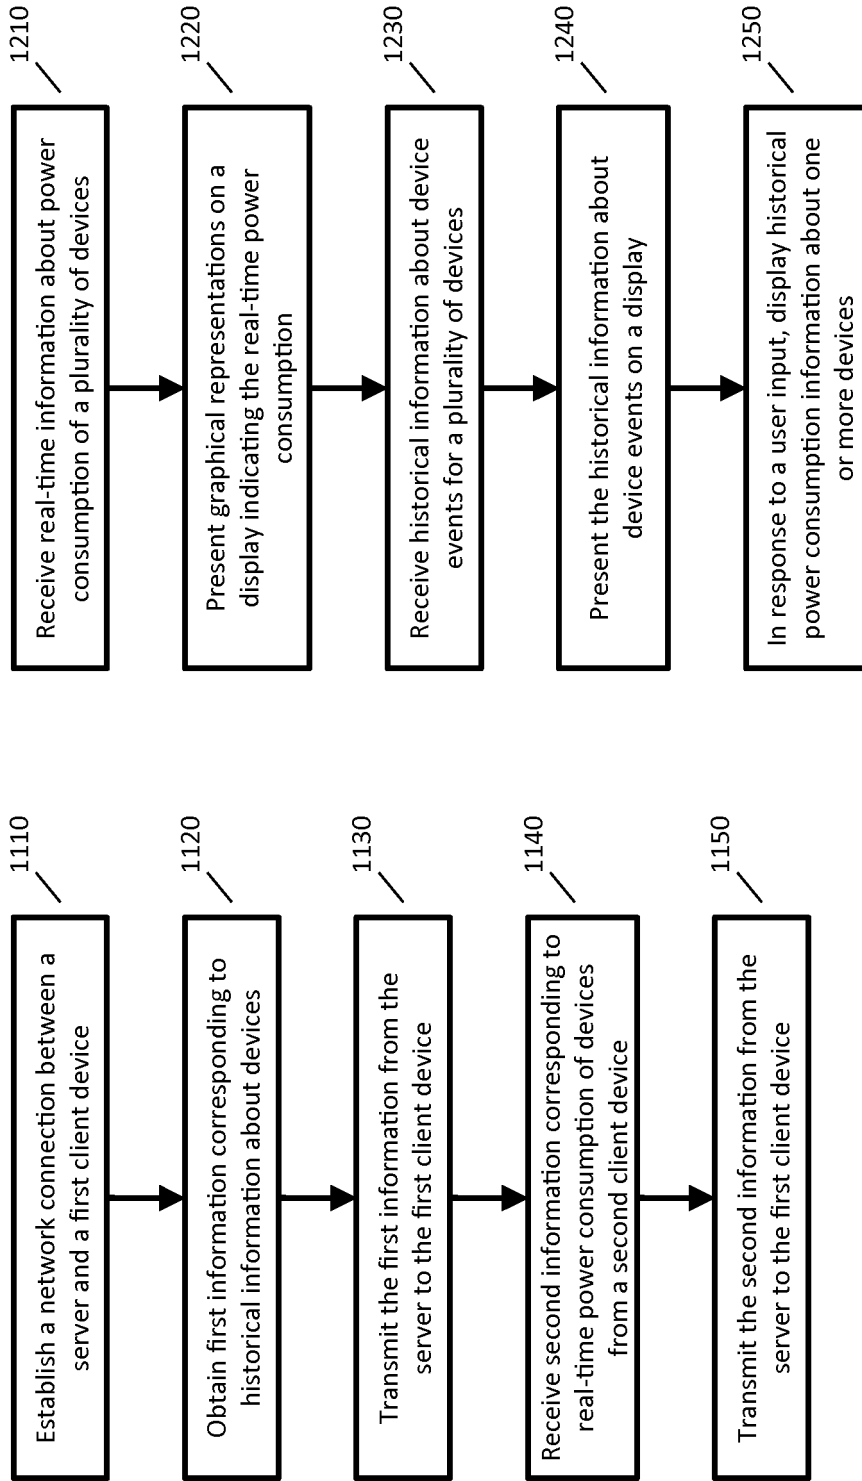 1110
Establish a network connection between a
server and a first client device
1120
Obtain first information corresponding to
historical information about devices
1130
Transmit the first information from the
server to the first client device
1140
Receive second information corresponding to
real-time power consumption of devices
from a second client device
1150
Transmit the second information from the
server to the first client device
1210
Receive real-time information about power
consumption of a plurality of devices
1220
Present graphical representations on a
display indicating the real-time power
consumption
1230
Receive historical information about device
events for a plurality of devices
1240
Present the historical information about
device events on a display
1250
In response to a user input, display historical
power consumption information about one
or more devices